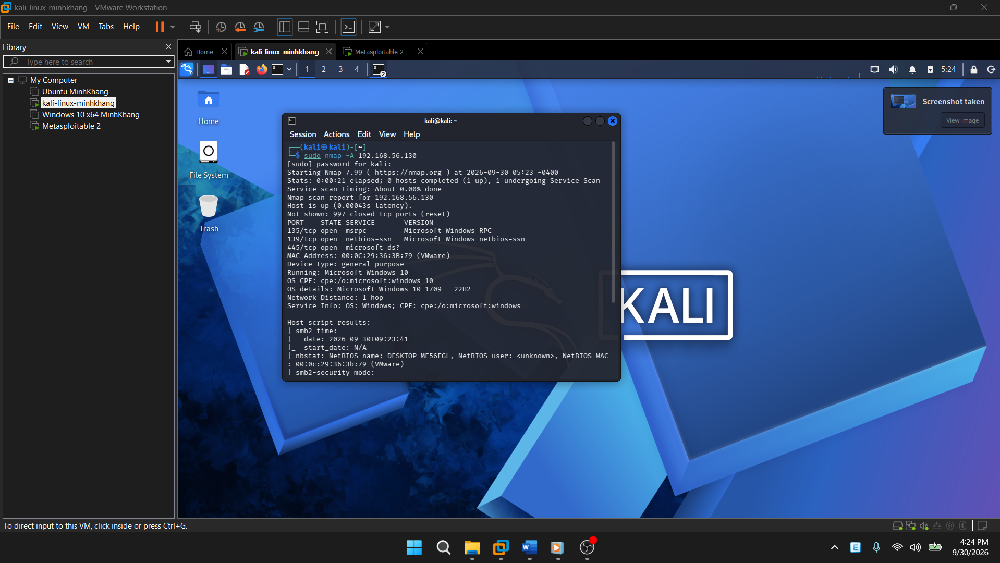 kali-linux-minhkhang - VMware Workstation
File Edit View VM Tabs Help
Library
Type here to search
My Computer
Ubuntu MinhKhang
kali-linux-minhkhang
Windows 10 x64 MinhKhang
Metasploitable 2
Home
kali-linux-minhkhang
Metasploitable 2
1 2 3 4
2
5:24
Home
File System
Trash
Screenshot taken
View image
kali@kali: ~
Session Actions Edit View Help
┌──(kali㉿kali)-[~]
└─$ sudo nmap -A 192.168.56.130
[sudo] password for kali:
Starting Nmap 7.99 ( https://nmap.org ) at 2026-09-30 05:23 -0400
Stats: 0:00:21 elapsed; 0 hosts completed (1 up), 1 undergoing Service Scan
Service scan Timing: About 0.00% done
Nmap scan report for 192.168.56.130
Host is up (0.00043s latency).
Not shown: 997 closed tcp ports (reset)
PORT    STATE SERVICE       VERSION
135/tcp open  msrpc         Microsoft Windows RPC
139/tcp open  netbios-ssn   Microsoft Windows netbios-ssn
445/tcp open  microsoft-ds?
MAC Address: 00:0C:29:36:3B:79 (VMware)
Device type: general purpose
Running: Microsoft Windows 10
OS CPE: cpe:/o:microsoft:windows_10
OS details: Microsoft Windows 10 1709 - 22H2
Network Distance: 1 hop
Service Info: OS: Windows; CPE: cpe:/o:microsoft:windows
Host script results:
| smb2-time:
|   date: 2026-09-30T09:23:41
|_  start_date: N/A
|_nbstat: NetBIOS name: DESKTOP-ME56FGL, NetBIOS user: <unknown>, NetBIOS MAC
: 00:0c:29:36:3b:79 (VMware)
| smb2-security-mode:
KALI
To direct input to this VM, click inside or press Ctrl+G.
W
E
4:24 PM
9/30/2026